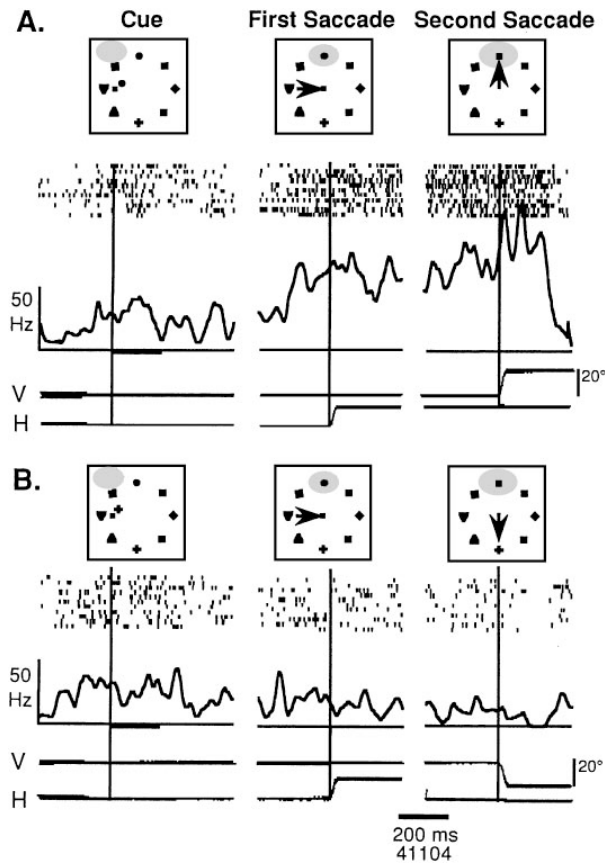 A. Cue First Saccade Second Saccade
50
Hz
V
20°
H
B.
50
Hz
V
20°
H
200 ms
41104